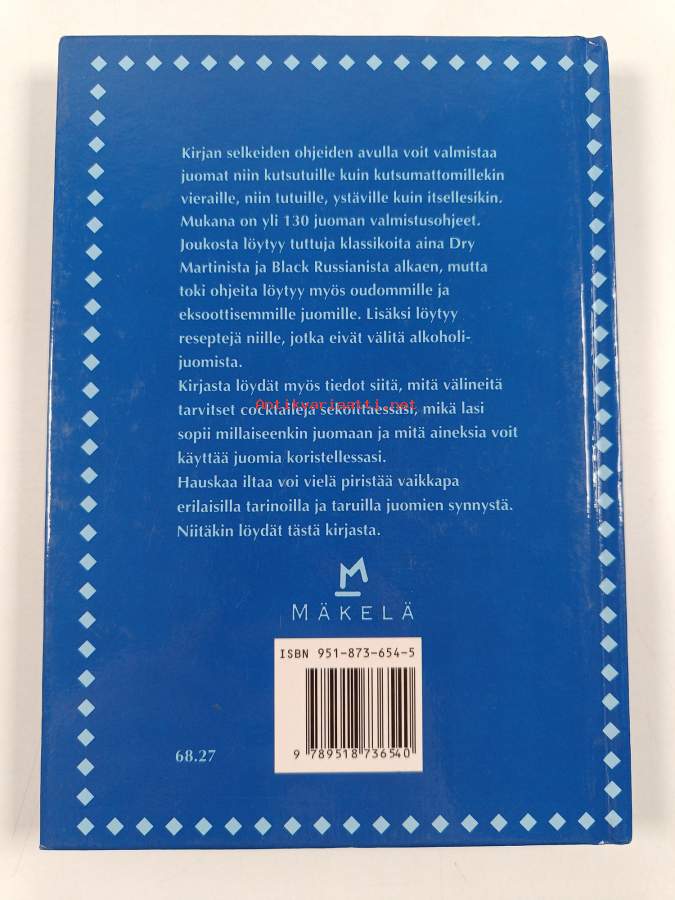 Kirjan selkeiden ohjeiden avulla voit valmistaa
juomat niin kutsutuille kuin kutsumattomillekin
vieraille, niin tutuille, ystäville kuin itsellesikin.
Mukana on yli 130 juoman valmistusohjeet.
Joukosta löytyy tuttuja klassikoita aina Dry
Martinista ja Black Russianista alkaen, mutta
toki ohjeita löytyy myös oudommille ja
eksoottisemmille juomille. Lisäksi löytyy
reseptejä niille, jotka eivät välitä alkoholi-
juomista.
Kirjasta löydät myös tiedot siitä, mitä välineitä
Antikvariaatti.net
tarvitset cocktaileja sekoittaessasi, mikä lasi
sopii millaiseenkin juomaan ja mitä aineksia voit
käyttää juomia koristellessasi.
Hauskaa iltaa voi vielä piristää vaikkapa
erilaisilla tarinoilla ja taruilla juomien synnystä.
Niitäkin löydät tästä kirjasta.
M
MÄKELÄ
ISBN 951-873-654-5
9 789518 736540
68.27